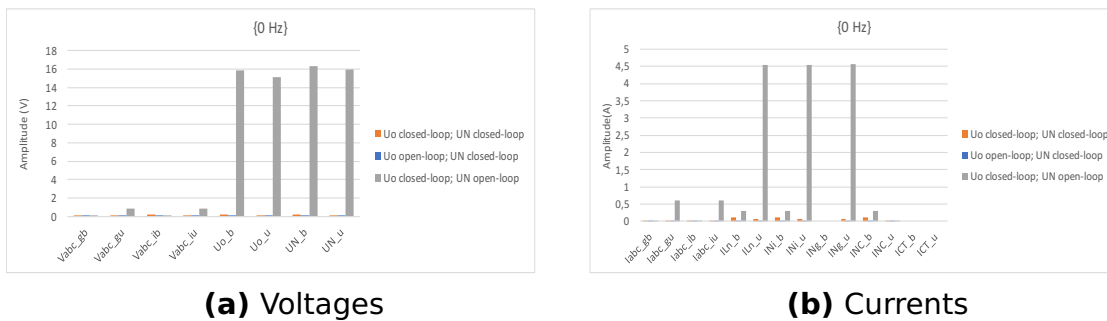 {0 Hz}
Amplitude (V)
18
16
14
12
10
8
6
4
2
0
Vabc_gb
Vabc_gu
Vabc_ib
Vabc_iu
Uo_b
Uo_u
UN_b
UN_u
Uo closed-loop; UN closed-loop
Uo open-loop; UN closed-loop
Uo closed-loop; UN open-loop
(a) Voltages
{0 Hz}
Amplitude(A)
5
4,5
4
3,5
3
2,5
2
1,5
1
0,5
0
Iabc_gb
Iabc_gu
Iabc_ib
Iabc_iu
ILn_b
ILn_u
INi_b
INi_u
INg_b
INg_u
INC_b
INC_u
ICT_b
ICT_u
Uo closed-loop; UN closed-loop
Uo open-loop; UN closed-loop
Uo closed-loop; UN open-loop
(b) Currents